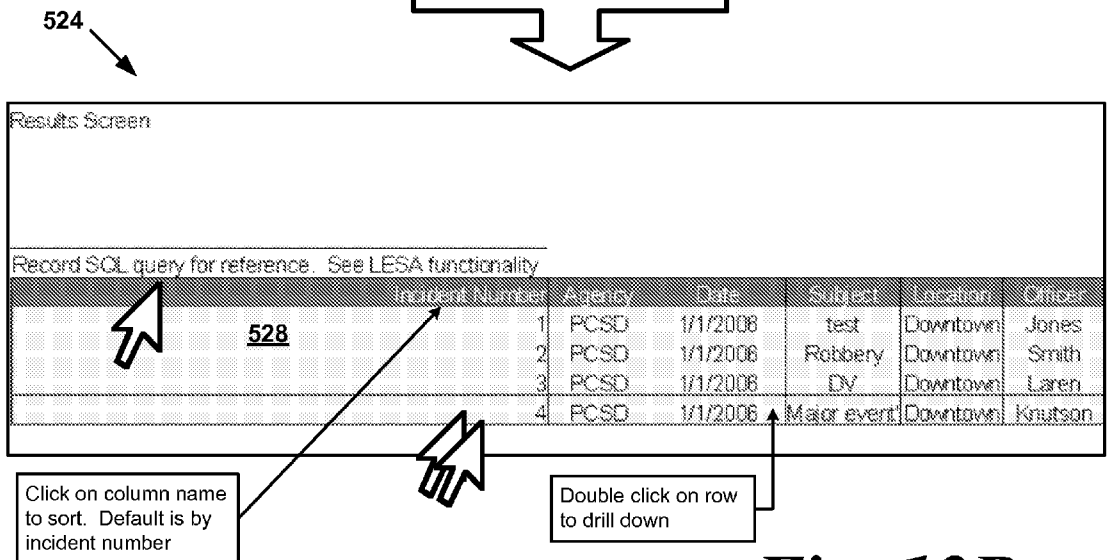 524
Results Screen
Record SQL query for reference. See LESA functionality
Incident Number Agency Date Subject Location Officer
528
1 PCSD 1/1/2006 test Downtown Jones
2 PCSD 1/1/2006 Robbery Downtown Smith
3 PCSD 1/1/2006 DV Downtown Laren
4 PCSD 1/1/2006 Major event' Downtown Knutson
Click on column name
to sort. Default is by
incident number
Double click on row
to drill down